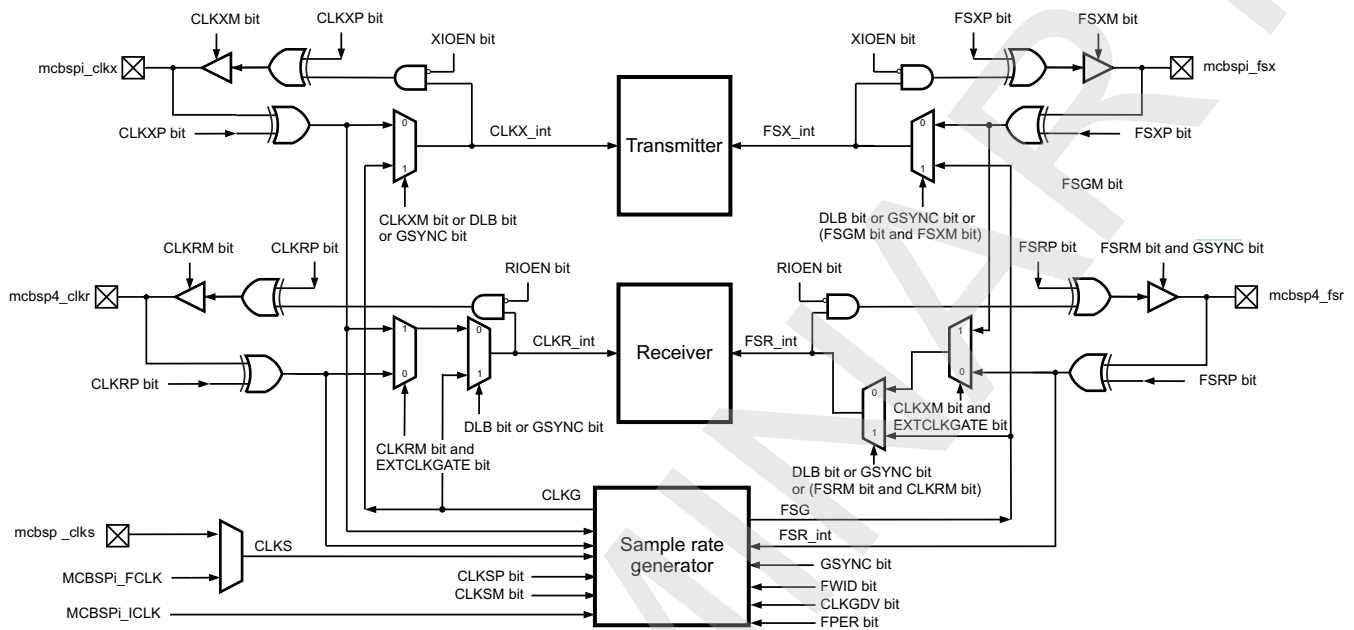 CLKXM bit
CLKXP bit
XIOEN bit
mcbspi_clkx
CLKXP bit
0
1
CLKX_int
CLKXM bit or DLB bit
or GSYNC bit
Transmitter
FSXP bit
FSXM bit
XIOEN bit
mcbspi_fsx
FSX_int
0
1
FSXP bit
FSGM bit
DLB bit or GSYNC bit or
(FSGM bit and FSXM bit)
CLKRM bit
CLKRP bit
RIOEN bit
mcbsp4_clkr
CLKRP bit
1
0
0
1
CLKR_int
DLB bit or GSYNC bit
CLKRM bit and
EXTCLKGATE bit
Receiver
RIOEN bit
FSRP bit
FSRM bit and GSYNC bit
mcbsp4_fsr
FSR_int
1
0
0
1
FSRP bit
CLKXM bit and
EXTCLKGATE bit
DLB bit or GSYNC bit
or (FSRM bit and CLKRM bit)
CLKG
FSG
mcbsp _clks
CLKS
MCBSPi_FCLK
MCBSPi_ICLK
CLKSP bit
CLKSM bit
Sample rate
generator
FSR_int
GSYNC bit
FWID bit
CLKGDV bit
FPER bit